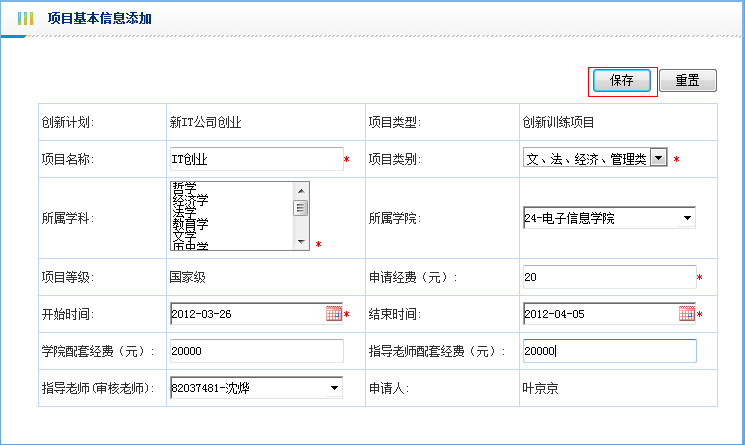 项目基本信息添加
保存 重置
创新计划: 新IT公司创业 项目类型: 创新训练项目
项目名称: IT创业 * 项目类别: 文、法、经济、管理类 *
所属学科: 哲学
经济学
法学
教育学
文学
历史学 *
所属学院: 24-电子信息学院
项目等级: 国家级 申请经费（元）: 20 *
开始时间: 2012-03-26 * 结束时间: 2012-04-05 *
学院配套经费（元）: 20000 指导老师配套经费（元）: 20000
指导老师(审核老师): 82037481-沈烨 申请人: 叶京京